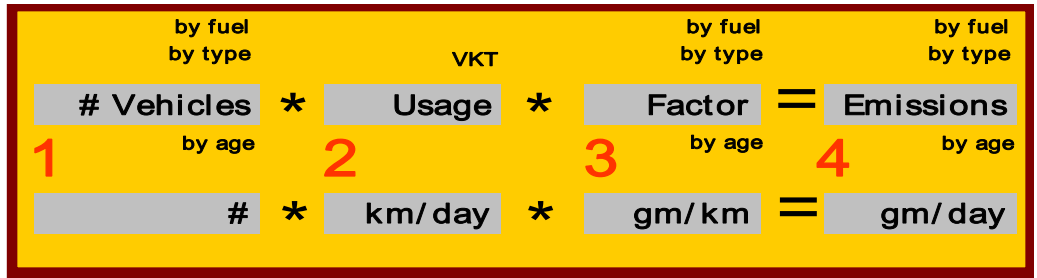 by fuel by fuel by fuel
by type VKT by type by type
# Vehicles * Usage * Factor = Emissions
1 by age 2 3 by age 4 by age
# * km/day * gm/km = gm/day